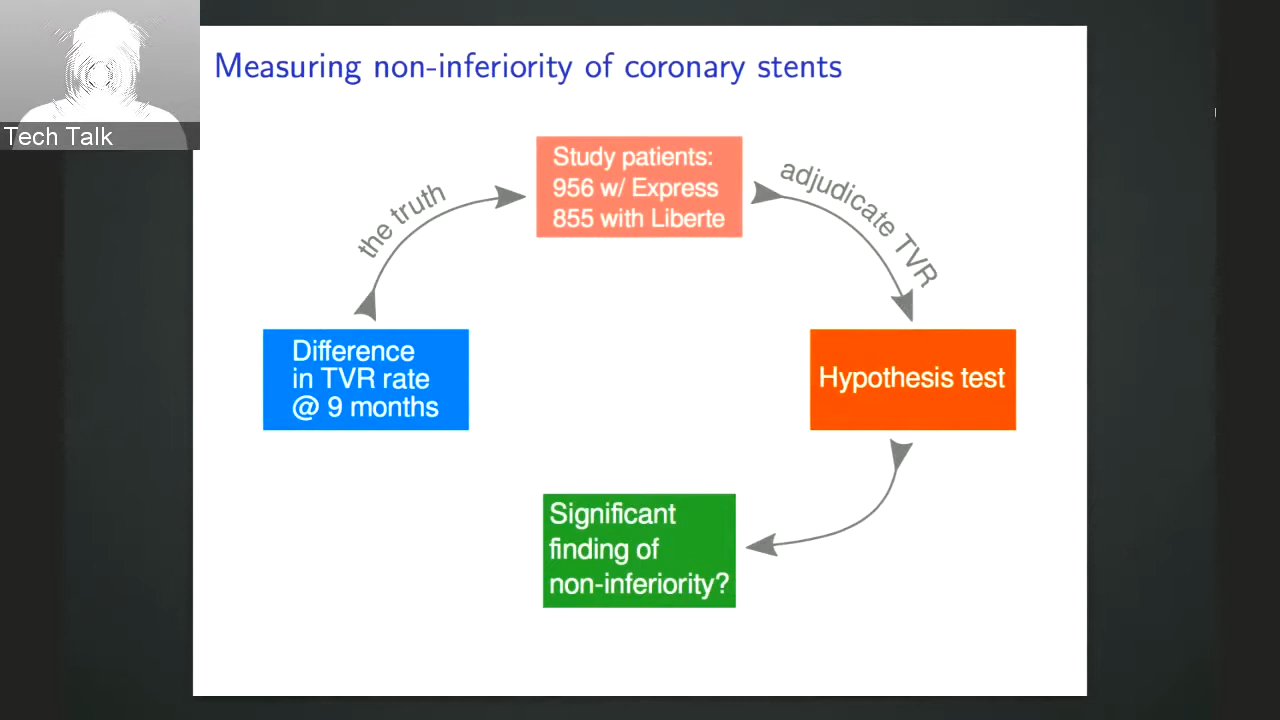 Tech Talk
Measuring non-inferiority of coronary stents
the truth
Study patients:
956 w/ Express
855 with Liberte
adjudicate TVR
Difference
in TVR rate
@ 9 months
Hypothesis test
Significant
finding of
non-inferiority?